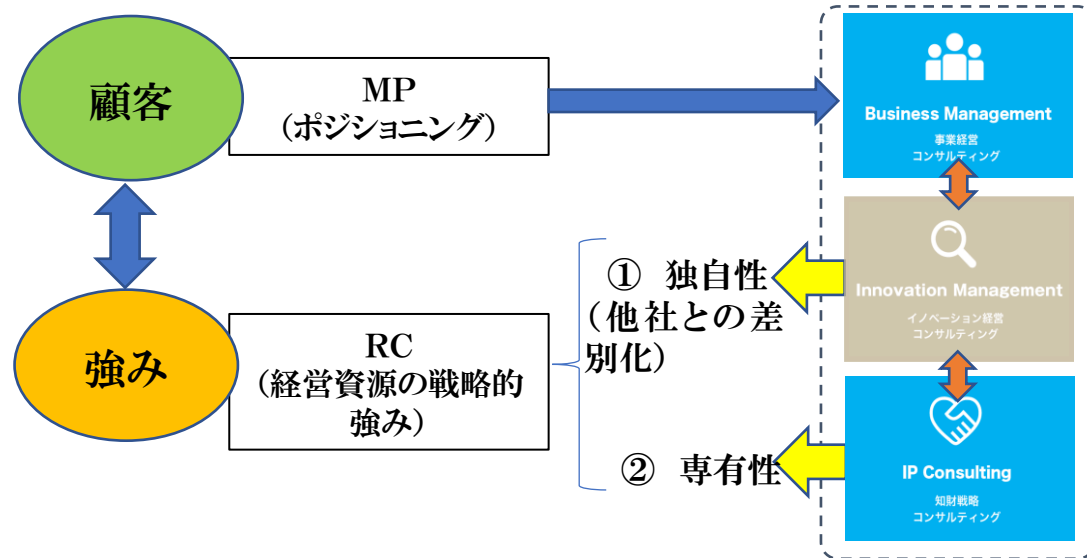 顧客
MP
（ポジショニング）
Business Management
事業経営
コンサルティング
① 独自性
（他社との差
別化）
Innovation Management
イノベーション経営
コンサルティング
強み
RC
（経営資源の戦略的
強み）
② 専有性
IP Consulting
知財戦略
コンサルティング